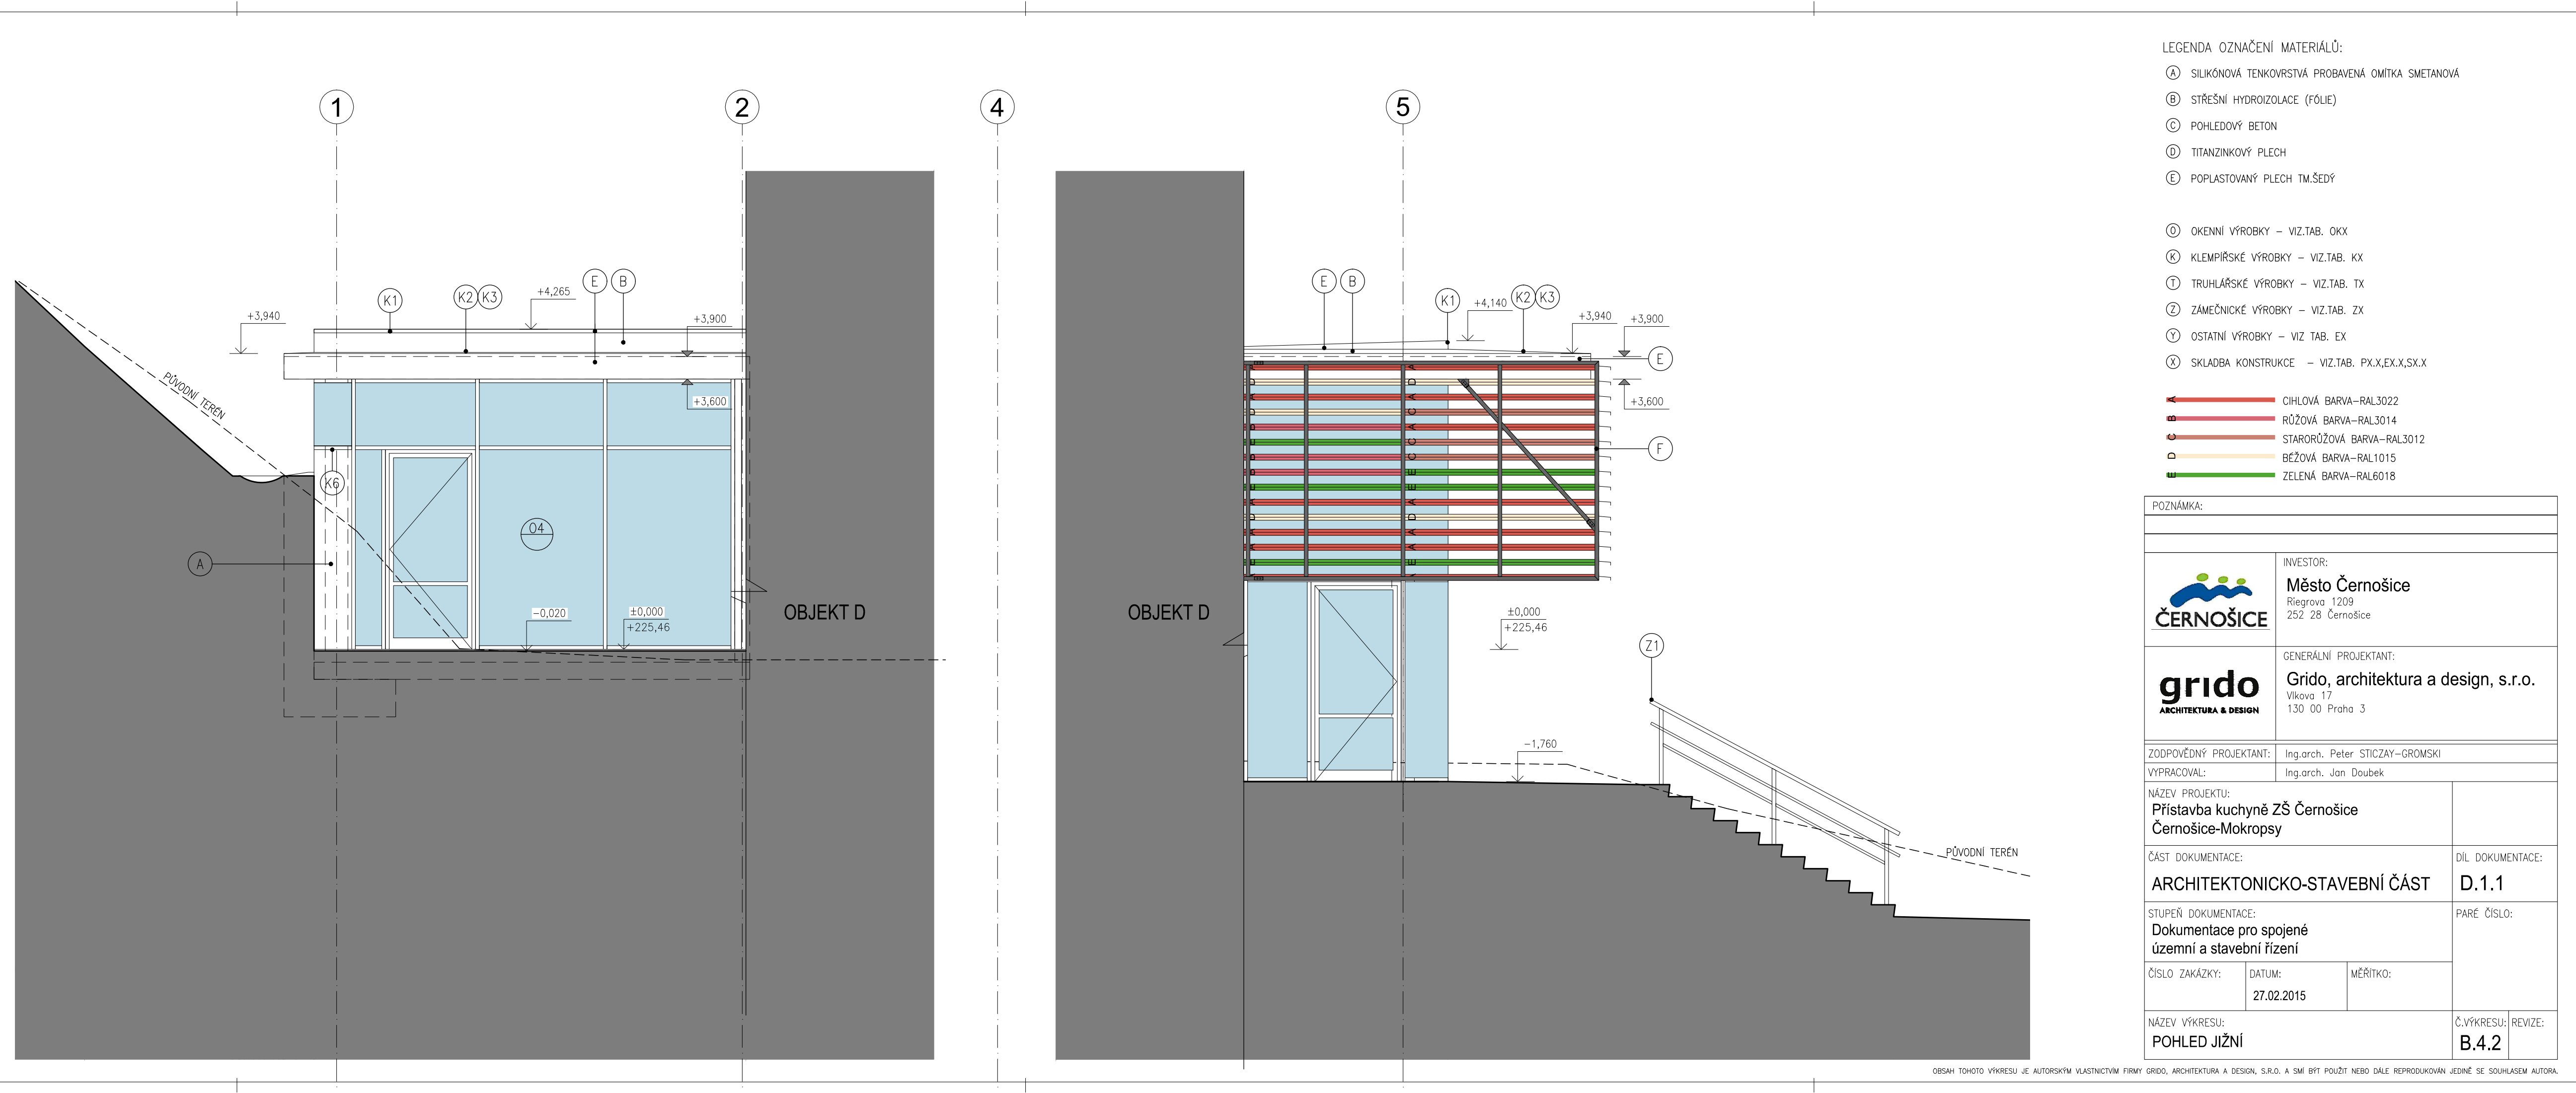 1
2
4
5
K1
K2
K3
+4,265
E
B
+3,940
+3,900
+3,600
PŮVODNÍ TERÉN
K6
A
O4
-0,020
±0,000
+225,46
OBJEKT D
OBJEKT D
E
B
K1
+4,140
K2
K3
+3,940
+3,900
E
+3,600
F
A
D
A
D
B
E
B
B
E
A
D
A
A
E
A
D
A
C
A
C
C
E
E
A
D
A
A
E
±0,000
+225,46
Z1
-1,760
PŮVODNÍ TERÉN
LEGENDA OZNAČENÍ MATERIÁLŮ:
A SILIKÓNOVÁ TENKOVRSTVÁ PROBAVENÁ OMÍTKA SMETANOVÁ
B STŘEŠNÍ HYDROIZOLACE (FÓLIE)
C POHLEDOVÝ BETON
D TITANZINKOVÝ PLECH
E POPLASTOVANÝ PLECH TM.ŠEDÝ
O OKENNÍ VÝROBKY – VIZ.TAB. OKX
K KLEMPÍŘSKÉ VÝROBKY – VIZ.TAB. KX
T TRUHLÁŘSKÉ VÝROBKY – VIZ.TAB. TX
Z ZÁMEČNICKÉ VÝROBKY – VIZ.TAB. ZX
Y OSTATNÍ VÝROBKY – VIZ TAB. EX
X SKLADBA KONSTRUKCE – VIZ.TAB. PX.X,EX.X,SX.X
A CIHLOVÁ BARVA–RAL3022
B RŮŽOVÁ BARVA–RAL3014
C STARORŮŽOVÁ BARVA–RAL3012
D BÉŽOVÁ BARVA–RAL1015
E ZELENÁ BARVA–RAL6018
POZNÁMKA:
ČERNOŠICE
INVESTOR:
Město Černošice
Riegrova 1209
252 28 Černošice
grido
ARCHITEKTURA & DESIGN
GENERÁLNÍ PROJEKTANT:
Grido, architektura a design, s.r.o.
Vlkova 17
130 00 Praha 3
ZODPOVĚDNÝ PROJEKTANT: Ing.arch. Peter STICZAY–GROMSKI
VYPRACOVAL: Ing.arch. Jan Doubek
NÁZEV PROJEKTU:
Přístavba kuchyně ZŠ Černošice
Černošice-Mokropsy
ČÁST DOKUMENTACE:
ARCHITEKTONICKO-STAVEBNÍ ČÁST
DÍL DOKUMENTACE:
D.1.1
STUPEŇ DOKUMENTACE:
Dokumentace pro spojené
územní a stavební řízení
PARÉ ČÍSLO:
ČÍSLO ZAKÁZKY:
DATUM:
27.02.2015
MĚŘÍTKO:
NÁZEV VÝKRESU:
POHLED JIŽNÍ
Č.VÝKRESU:
B.4.2
REVIZE:
OBSAH TOHOTO VÝKRESU JE AUTORSKÝM VLASTNICTVÍM FIRMY GRIDO, ARCHITEKTURA A DESIGN, S.R.O. A SMÍ BÝT POUŽIT NEBO DÁLE REPRODUKOVÁN JEDINĚ SE SOUHLASEM AUTORA.